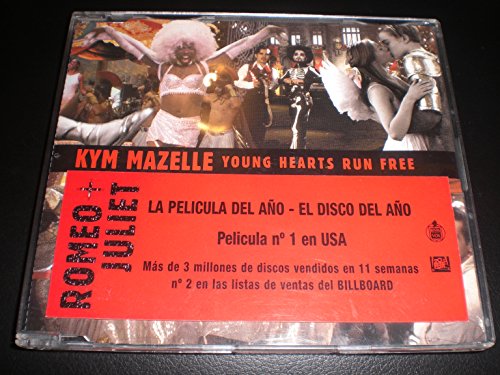 KYM MAZELLE YOUNG HEARTS RUN FREE
ROMEO +
JULIET
LA PELICULA DEL AÑO - EL DISCO DEL AÑO
Pelicula nº 1 en USA
Más de 3 millones de discos vendidos en 11 semanas
nº 2 en las listas de ventas del BILLBOARD